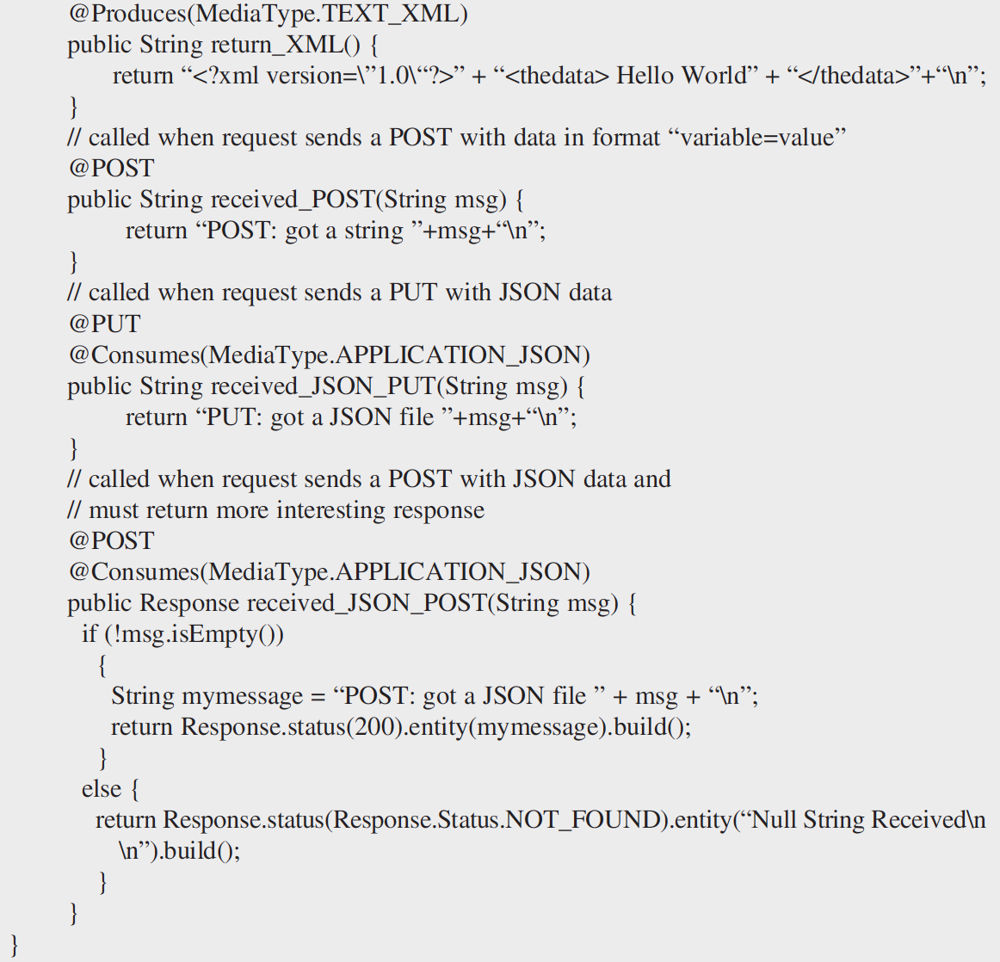 @Produces(MediaType.TEXT_XML)
public String return_XML() {
return “<?xml version=\”1.0\“?>” + “<thedata> Hello World” + “</thedata>”+“\n”;
}
// called when request sends a POST with data in format “variable=value”
@POST
public String received_POST(String msg) {
return “POST: got a string ”+msg+“\n”;
}
// called when request sends a PUT with JSON data
@PUT
@Consumes(MediaType.APPLICATION_JSON)
public String received_JSON_PUT(String msg) {
return “PUT: got a JSON file ”+msg+“\n”;
}
// called when request sends a POST with JSON data and
// must return more interesting response
@POST
@Consumes(MediaType.APPLICATION_JSON)
public Response received_JSON_POST(String msg) {
if (!msg.isEmpty())
{
String mymessage = “POST: got a JSON file ” + msg + “\n”;
return Response.status(200).entity(mymessage).build();
}
else {
return Response.status(Response.Status.NOT_FOUND).entity(“Null String Received\n
\n”).build();
}
}
}